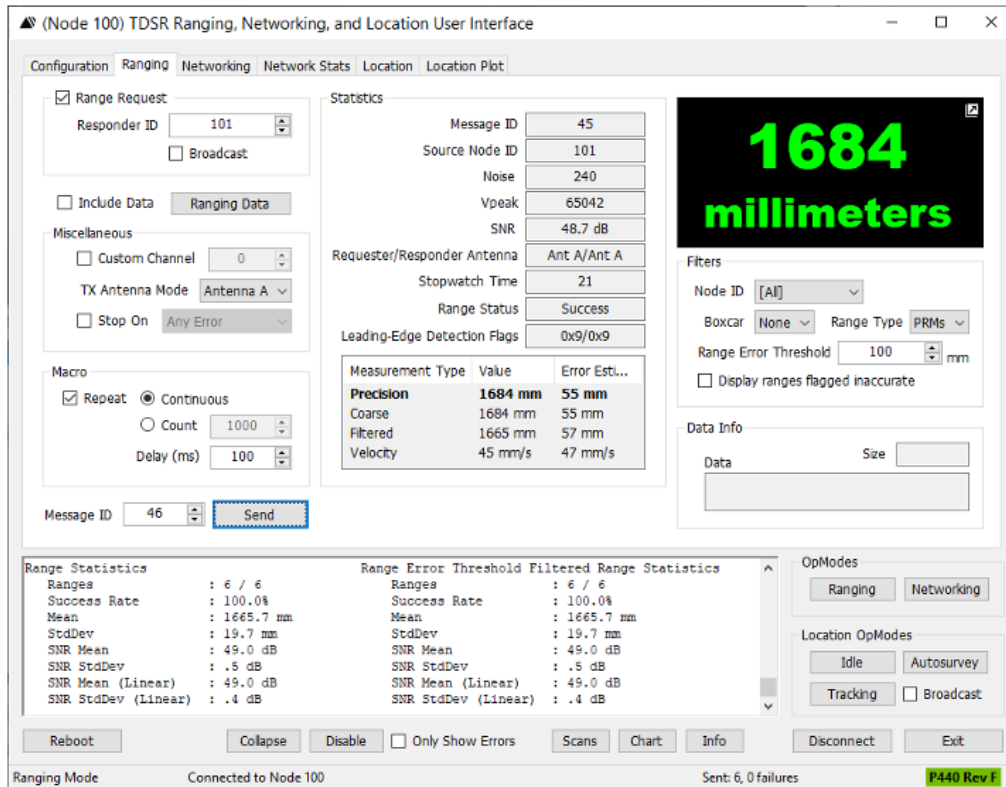 (Node 100) TDSR Ranging, Networking, and Location User Interface
Configuration Ranging Networking Network Stats Location Location Plot
Range Request
Responder ID 101
Broadcast
Include Data Ranging Data
Miscellaneous
Custom Channel 0
TX Antenna Mode Antenna A
Stop On Any Error
Macro
Repeat Continuous
Count 1000
Delay (ms) 100
Message ID 46 Send
Statistics
Message ID 45
Source Node ID 101
Noise 240
Vpeak 65042
SNR 48.7 dB
Requester/Responder Antenna Ant A/Ant A
Stopwatch Time 21
Range Status Success
Leading-Edge Detection Flags 0x9/0x9
Measurement Type Value Error Esti...
Precision 1684 mm 55 mm
Coarse 1684 mm 55 mm
Filtered 1665 mm 57 mm
Velocity 45 mm/s 47 mm/s
1684
millimeters
Filters
Node ID [All]
Boxcar None Range Type PRMs
Range Error Threshold 100 mm
Display ranges flagged inaccurate
Data Info
Data Size
Range Statistics Range Error Threshold Filtered Range Statistics
Ranges : 6 / 6 Ranges : 6 / 6
Success Rate : 100.0% Success Rate : 100.0%
Mean : 1665.7 mm Mean : 1665.7 mm
StdDev : 19.7 mm StdDev : 19.7 mm
SNR Mean : 49.0 dB SNR Mean : 49.0 dB
SNR StdDev : .5 dB SNR StdDev : .5 dB
SNR Mean (Linear) : 49.0 dB SNR Mean (Linear) : 49.0 dB
SNR StdDev (Linear) : .4 dB SNR StdDev (Linear) : .4 dB
OpModes
Ranging Networking
Location OpModes
Idle Autosurvey
Tracking Broadcast
Reboot Collapse Disable Only Show Errors Scans Chart Info Disconnect Exit
Ranging Mode Connected to Node 100 Sent: 6, 0 failures P440 Rev F